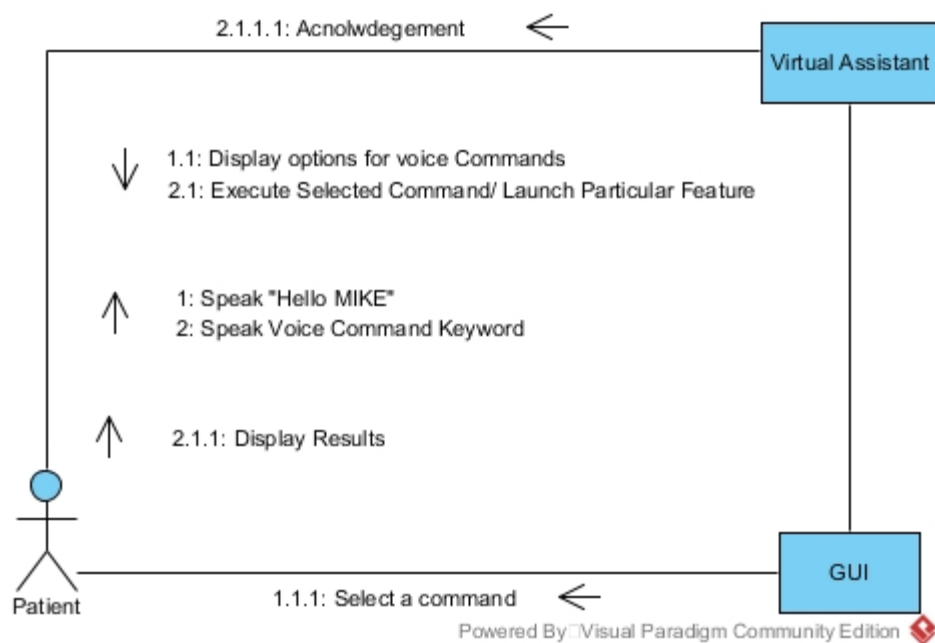 2.1.1.1: Acnolwdegement
Virtual Assistant
1.1: Display options for voice Commands
2.1: Execute Selected Command/ Launch Particular Feature
1: Speak "Hello MIKE"
2: Speak Voice Command Keyword
2.1.1: Display Results
GUI
Patient
1.1.1: Select a command
Powered By Visual Paradigm Community Edition